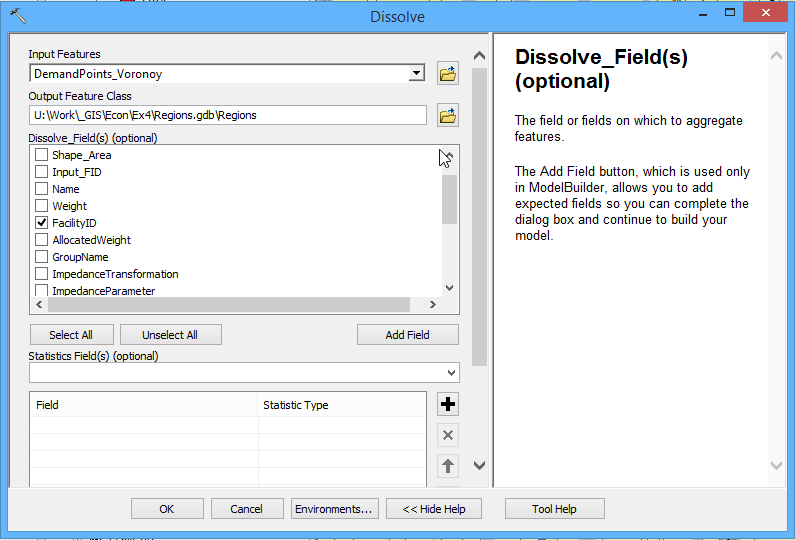 Dissolve
Input Features
DemandPoints_Voronoy
Output Feature Class
U:\Work\_GIS\Econ\Ex4\Regions.gdb\Regions
Dissolve_Field(s) (optional)
Shape_Area
Input_FID
Name
Weight
FacilityID
AllocatedWeight
GroupName
ImpedanceTransformation
ImpedanceParameter
Select All
Unselect All
Add Field
Statistics Field(s) (optional)
Field
Statistic Type
OK
Cancel
Environments...
<< Hide Help
Tool Help
Dissolve_Field(s)
(optional)
The field or fields on which to aggregate
features.
The Add Field button, which is used only
in ModelBuilder, allows you to add
expected fields so you can complete the
dialog box and continue to build your
model.